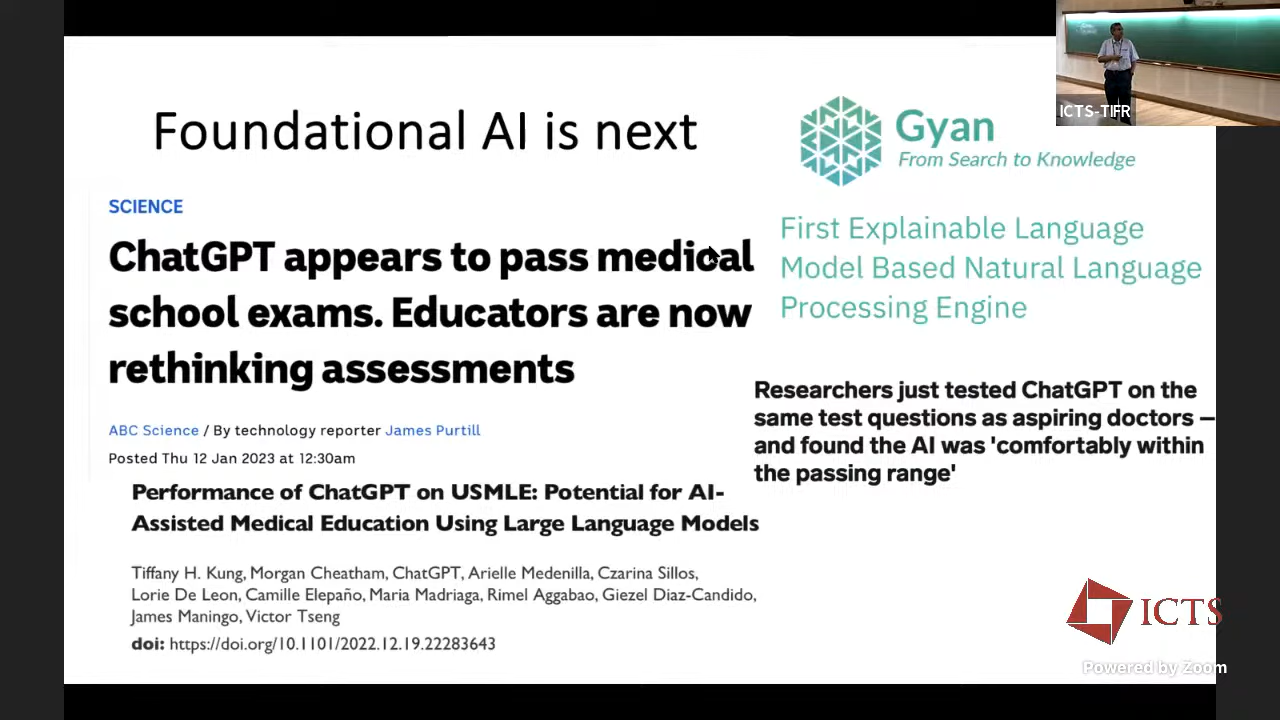 Foundational AI is next
SCIENCE
ChatGPT appears to pass medical
school exams. Educators are now
rethinking assessments
ABC Science / By technology reporter James Purtill
Posted Thu 12 Jan 2023 at 12:30am
Performance of ChatGPT on USMLE: Potential for AI-
Assisted Medical Education Using Large Language Models
Tiffany H. Kung, Morgan Cheatham, ChatGPT, Arielle Medenilla, Czarina Sillos,
Lorie De Leon, Camille Elepaño, Maria Madriaga, Rimel Aggabao, Giezel Diaz-Candido,
James Maningo, Victor Tseng
doi: https://doi.org/10.1101/2022.12.19.22283643
Gyan
From Search to Knowledge
First Explainable Language
Model Based Natural Language
Processing Engine
Researchers just tested ChatGPT on the
same test questions as aspiring doctors —
and found the AI was 'comfortably within
the passing range'
ICTS-TIFR
ICTS
Powered by Zoom